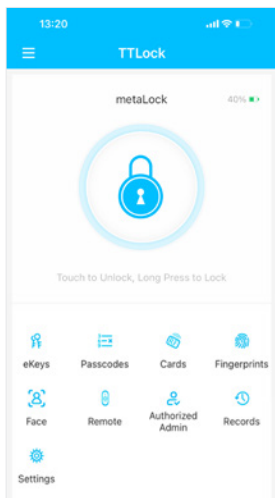 13:20
TTLock
metaLock
40%
Touch to Unlock, Long Press to Lock
eKeys Passcodes Cards Fingerprints
Face Remote Authorized Admin Records
Settings